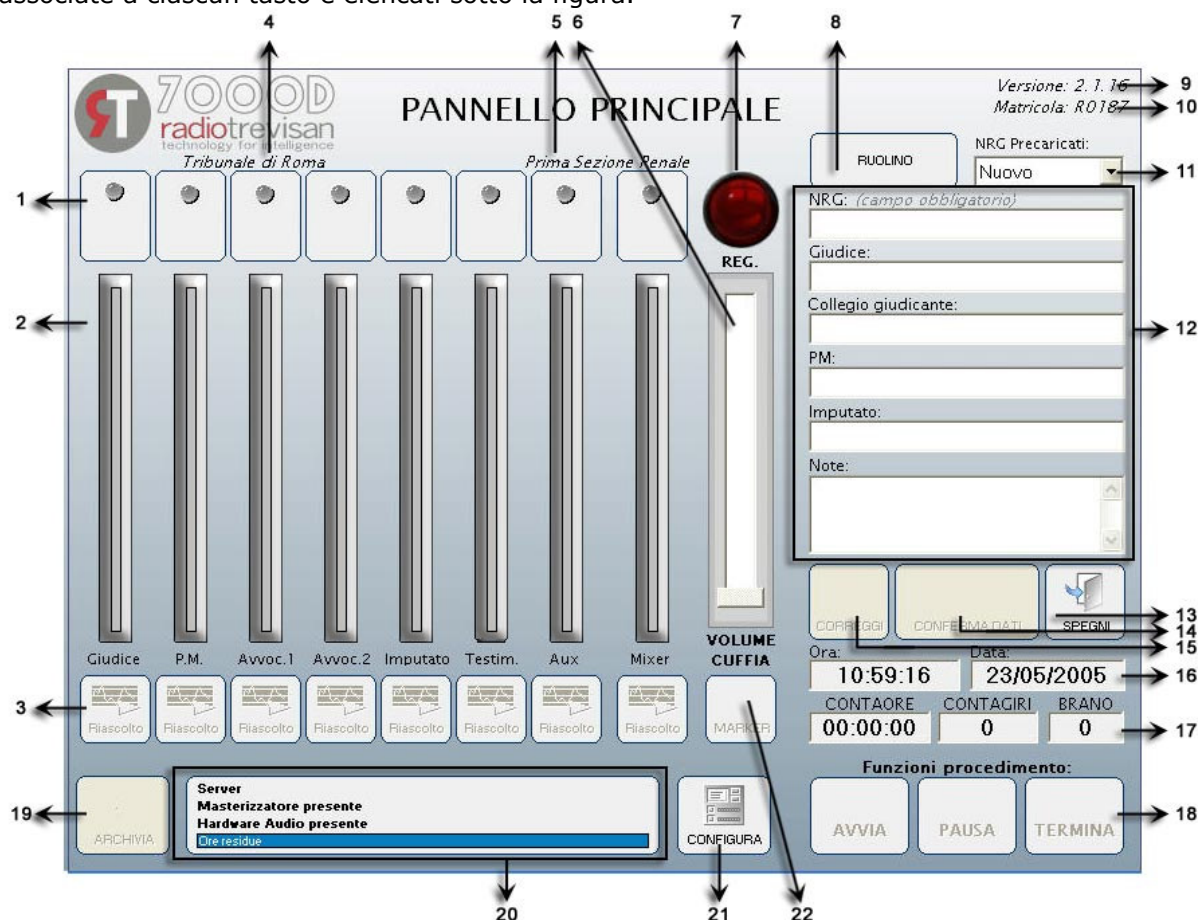 associate a ciascun tasto e elencati sotto la figura.
4 5 6 7 8
7000D
radiotrevisan
technology for intelligence
PANNELLO PRINCIPALE
Versione: 2.1.16 9
Matricola: R0187 10
Tribunale di Roma Prima Sezione Renale
RUOLINO
NRG Precaricati:
Nuovo 11
1
NRG: (campo obbligatorio)
REG.
Giudice:
2
Collegio giudicante:
12
PM:
Imputato:
Note:
CORREGGI CONFERMA DATI SPEGNI 13
14
15
VOLUME
CUFFIA
Giudice P.M. Avvoc.1 Avvoc.2 Imputato Testim. Aux Mixer
Ora: Data:
10:59:16 23/05/2005 16
3
Riascolto Riascolto Riascolto Riascolto Riascolto Riascolto Riascolto Riascolto MARKER
CONTAORE CONTAGIRI BRANO
00:00:00 0 0 17
Funzioni procedimento:
19 ARCHIVIA
Server
Masterizzatore presente
Hardware Audio presente
Ore residue
CONFIGURA
AVVIA PAUSA TERMINA 18
20 21 22